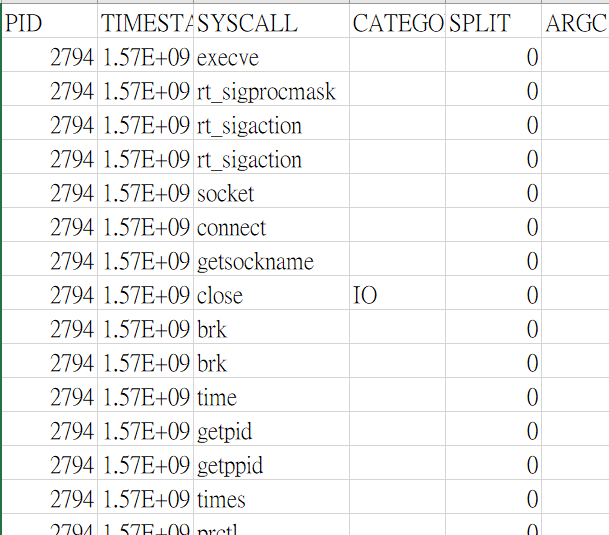 PID TIMESTA SYSCALL CATEGO SPLIT ARGC
2794 1.57E+09 execve 0
2794 1.57E+09 rt_sigprocmask 0
2794 1.57E+09 rt_sigaction 0
2794 1.57E+09 rt_sigaction 0
2794 1.57E+09 socket 0
2794 1.57E+09 connect 0
2794 1.57E+09 getsockname 0
2794 1.57E+09 close IO 0
2794 1.57E+09 brk 0
2794 1.57E+09 brk 0
2794 1.57E+09 time 0
2794 1.57E+09 getpid 0
2794 1.57E+09 getppid 0
2794 1.57E+09 times 0
2794 1.57E+09 prctl 0